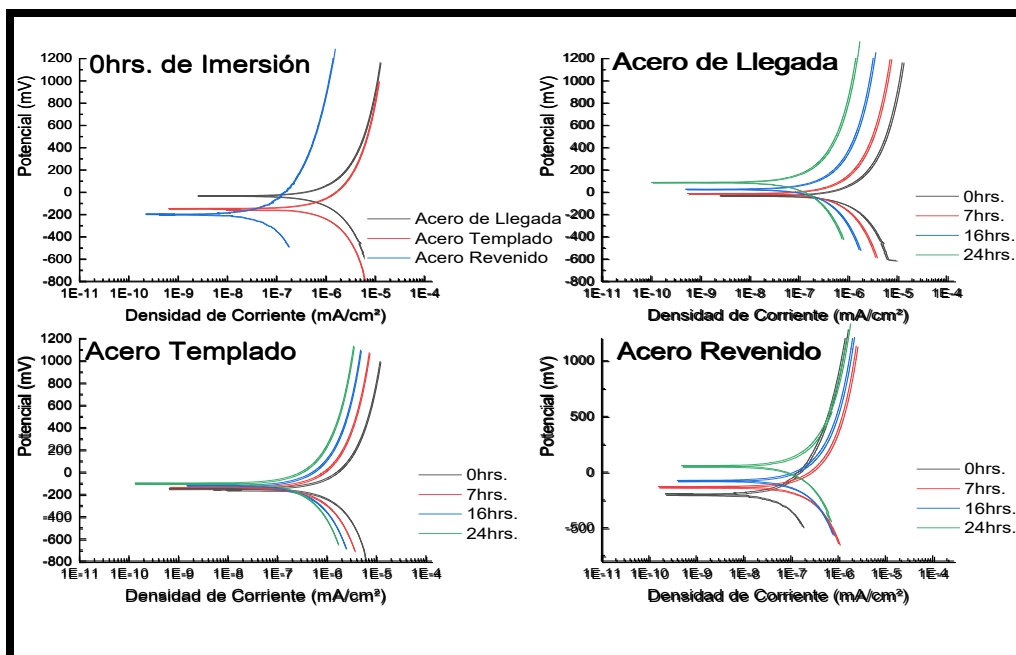 0hrs. de Imersión
Potencial (mV)
1200
1000
800
600
400
200
0
-200
-400
-600
-800
Acero de Llegada
Acero Templado
Acero Revenido
1E-11 1E-10 1E-9 1E-8 1E-7 1E-6 1E-5 1E-4
Densidad de Corriente (mA/cm²)
Acero de Llegada
Potencial (mV)
1200
1000
800
600
400
200
0
-200
-400
-600
-800
0hrs.
7hrs.
16hrs.
24hrs.
1E-11 1E-10 1E-9 1E-8 1E-7 1E-6 1E-5 1E-4
Densidad de Corriente (mA/cm²)
Acero Templado
Potencial (mV)
1200
1000
800
600
400
200
0
-200
-400
-600
-800
0hrs.
7hrs.
16hrs.
24hrs.
1E-11 1E-10 1E-9 1E-8 1E-7 1E-6 1E-5 1E-4
Densidad de Corriente (mA/cm²)
Acero Revenido
Potencial (mV)
1000
500
0
-500
0hrs.
7hrs.
16hrs.
24hrs.
1E-11 1E-10 1E-9 1E-8 1E-7 1E-6 1E-5 1E-4
Densidad de Corriente (mA/cm²)